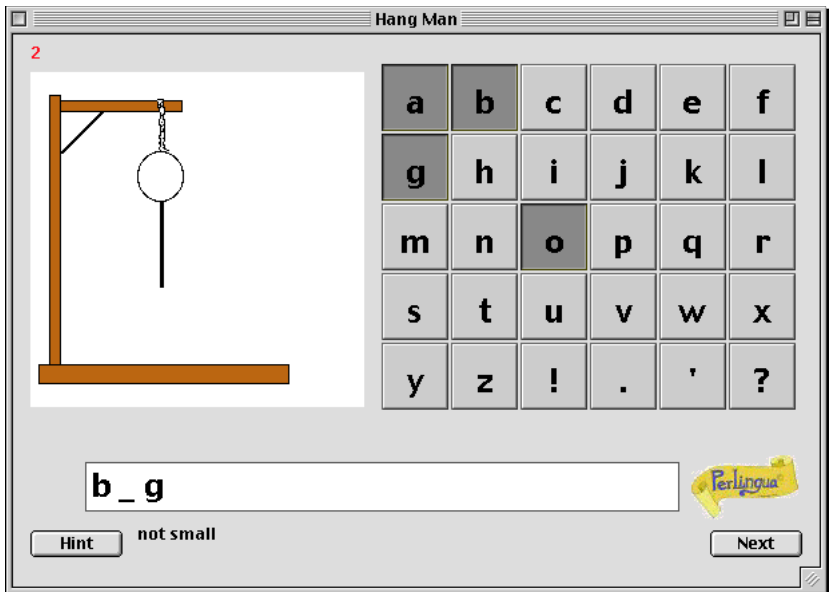 Hang Man
2
a b c d e f
g h i j k l
m n o p q r
s t u v w x
y z ! . ' ?
b _ g
Perlingua
Hint not small Next